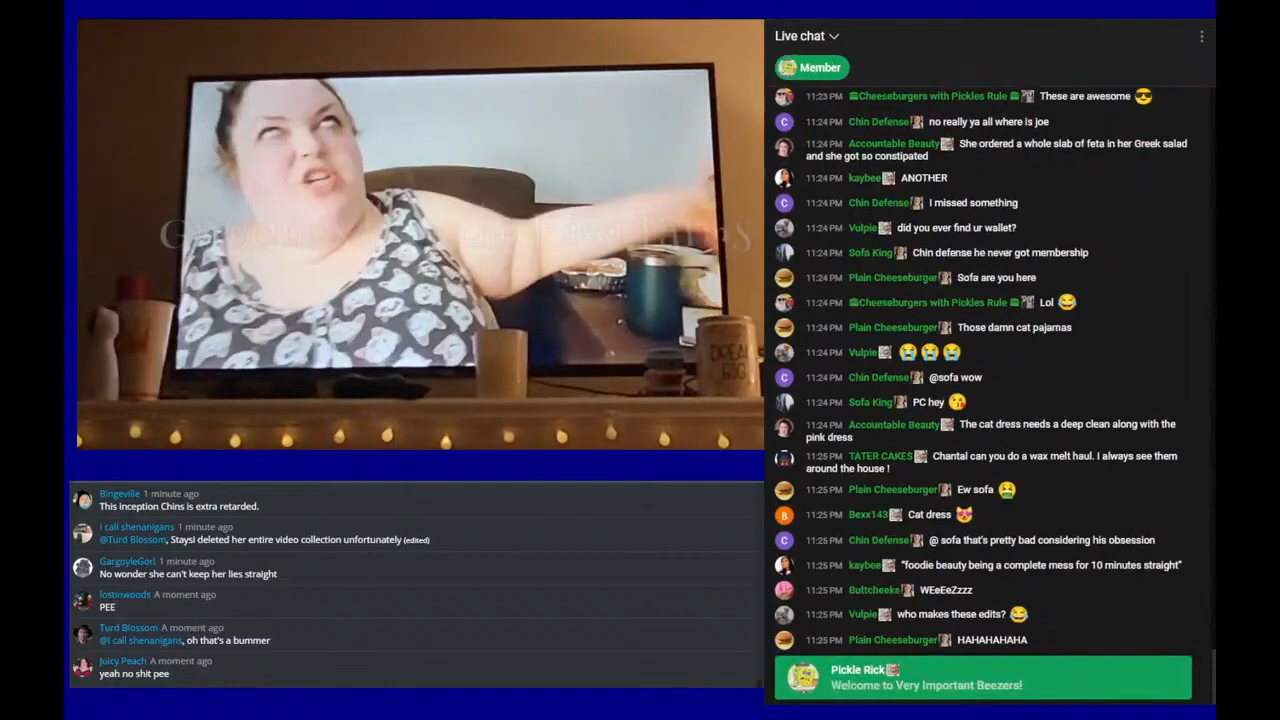 DREAM
BIG
Live chat
Member
11:23 PM Cheeseburgers with Pickles Rule These are awesome 😎
C 11:24 PM Chin Defense no really ya all where is joe
11:24 PM Accountable Beauty She ordered a whole slab of feta in her Greek salad
and she got so constipated
11:24 PM kaybee ANOTHER
C 11:24 PM Chin Defense I missed something
11:24 PM Vulpie did you ever find ur wallet?
11:24 PM Sofa King Chin defense he never got membership
11:24 PM Plain Cheeseburger Sofa are you here
11:24 PM Cheeseburgers with Pickles Rule Lol 😂
11:24 PM Plain Cheeseburger Those damn cat pajamas
11:24 PM Vulpie 😭 😭 😭
C 11:24 PM Chin Defense @sofa wow
11:24 PM Sofa King PC hey 😘
11:24 PM Accountable Beauty The cat dress needs a deep clean along with the
pink dress
11:25 PM TATER CAKES Chantal can you do a wax melt haul. I always see them
around the house !
11:25 PM Plain Cheeseburger Ew sofa 🤮
B 11:25 PM Bexx143 Cat dress 😻
C 11:25 PM Chin Defense @ sofa that's pretty bad considering his obsession
11:25 PM kaybee "foodie beauty being a complete mess for 10 minutes straight"
11:25 PM Buttcheeks WEeEeZzzz
11:25 PM Vulpie who makes these edits? 😂
11:25 PM Plain Cheeseburger HAHAHAHAHA
Pickle Rick
Welcome to Very Important Beezers!
Bingeville 1 minute ago
This inception Chins is extra retarded.
I call shenanigans 1 minute ago
@Turd Blossom, StaysI deleted her entire video collection unfortunately (edited)
GargoyleGorl 1 minute ago
No wonder she can't keep her lies straight
lostinwoods A moment ago
PEE
Turd Blossom A moment ago
@I call shenanigans, oh that's a bummer
Juicy Peach A moment ago
yeah no shit pee